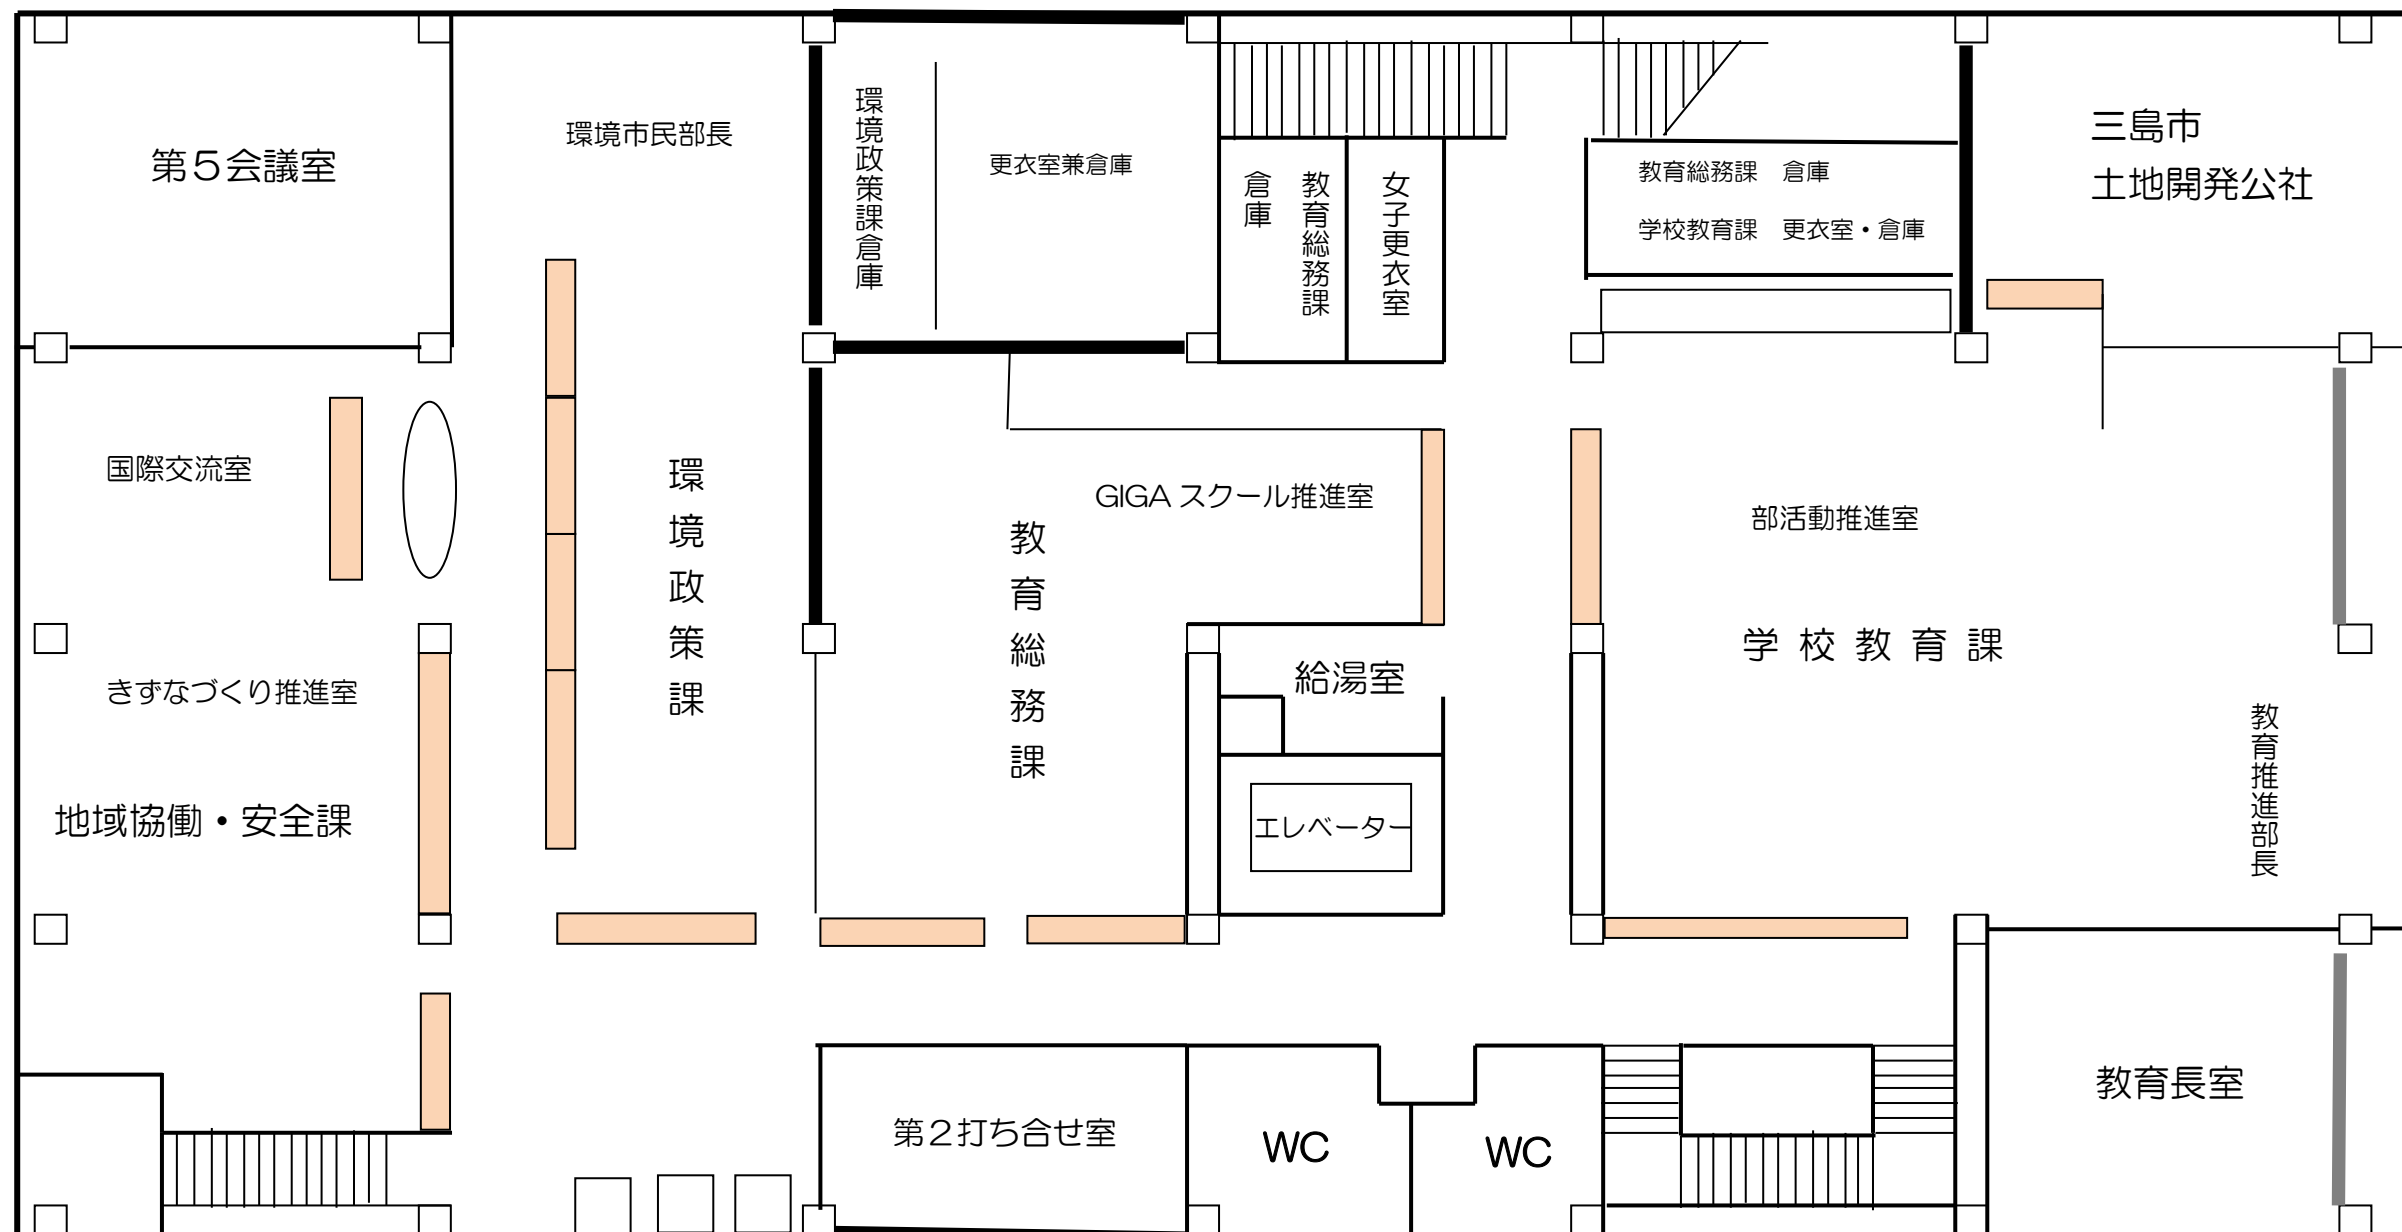 第５会議室
環境市民部長
環境政策課倉庫
更衣室兼倉庫
教育総務課
倉庫
女子更衣室
教育総務課　倉庫
学校教育課　更衣室・倉庫
三島市
土地開発公社
国際交流室
環境政策課
教育総務課
GIGAスクール推進室
部活動推進室
学校教育課
きずなづくり推進室
給湯室
教育推進部長
地域協働・安全課
エレベーター
第２打ち合せ室
WC
WC
教育長室